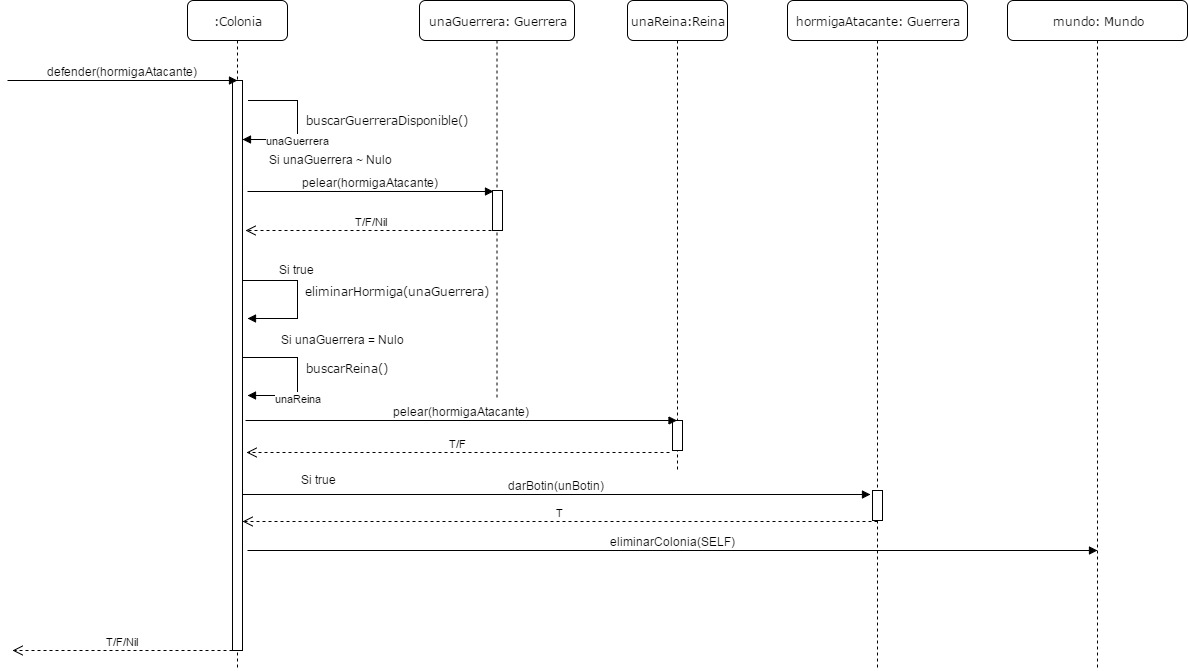 :Colonia
unaGuerrera: Guerrera
unaReina:Reina
hormigaAtacante: Guerrera
mundo: Mundo
defender(hormigaAtacante)
buscarGuerreraDisponible()
unaGuerrera
Si unaGuerrera ~ Nulo
pelear(hormigaAtacante)
T/F/Nil
Si true
eliminarHormiga(unaGuerrera)
Si unaGuerrera = Nulo
buscarReina()
unaReina
pelear(hormigaAtacante)
T/F
Si true
darBotin(unBotin)
T
eliminarColonia(SELF)
T/F/Nil